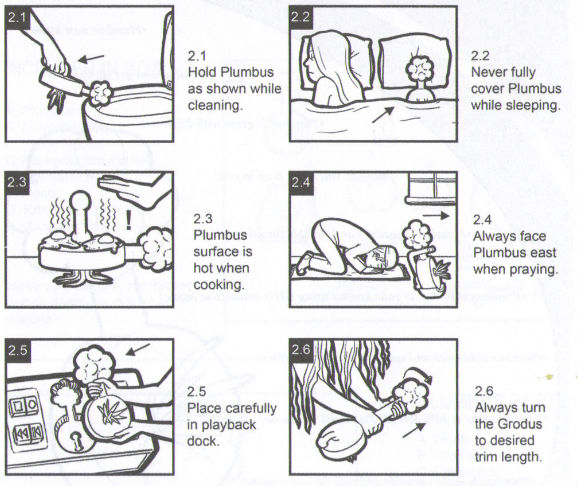 2.1
2.1
Hold Plumbus
as shown while
cleaning.
2.2
2.2
Never fully
cover Plumbus
while sleeping.
2.3
!
2.3
Plumbus
surface is
hot when
cooking.
2.4
2.4
Always face
Plumbus east
when praying.
2.5
2.5
Place carefully
in playback
dock.
2.6
2.6
Always turn
the Grodus
to desired
trim length.